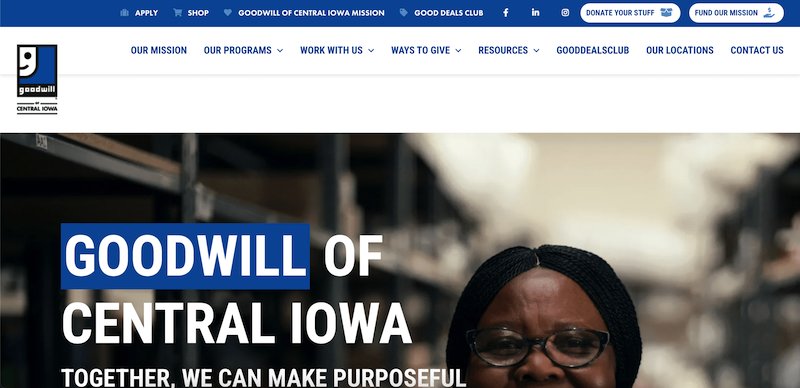 APPLY SHOP GOODWILL OF CENTRAL IOWA MISSION GOOD DEALS CLUB DONATE YOUR STUFF FUND OUR MISSION
OUR MISSION OUR PROGRAMS WORK WITH US WAYS TO GIVE RESOURCES GOODDEALSCLUB OUR LOCATIONS CONTACT US
goodwill
OF
CENTRAL IOWA
GOODWILL OF
CENTRAL IOWA
TOGETHER, WE CAN MAKE PURPOSEFUL